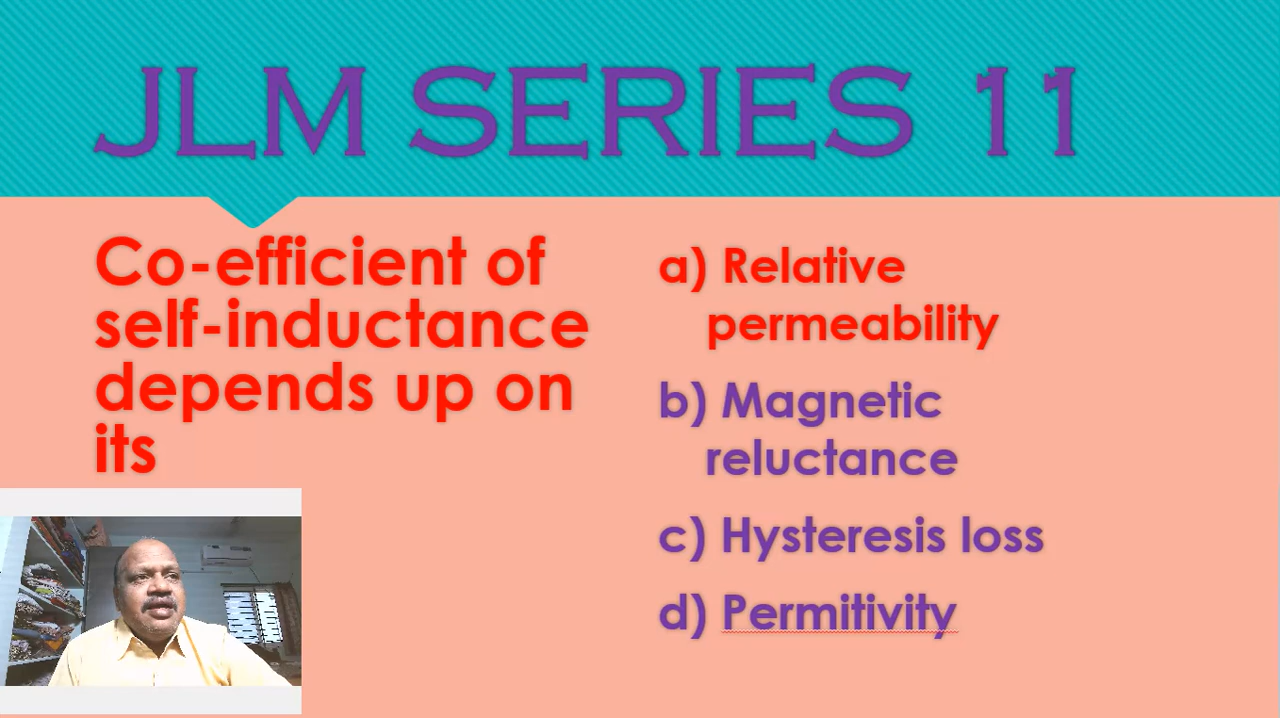 JLM SERIES 11
Co-efficient of
self-inductance
depends up on
its
a) Relative
permeability
b) Magnetic
reluctance
c) Hysteresis loss
d) Permitivity